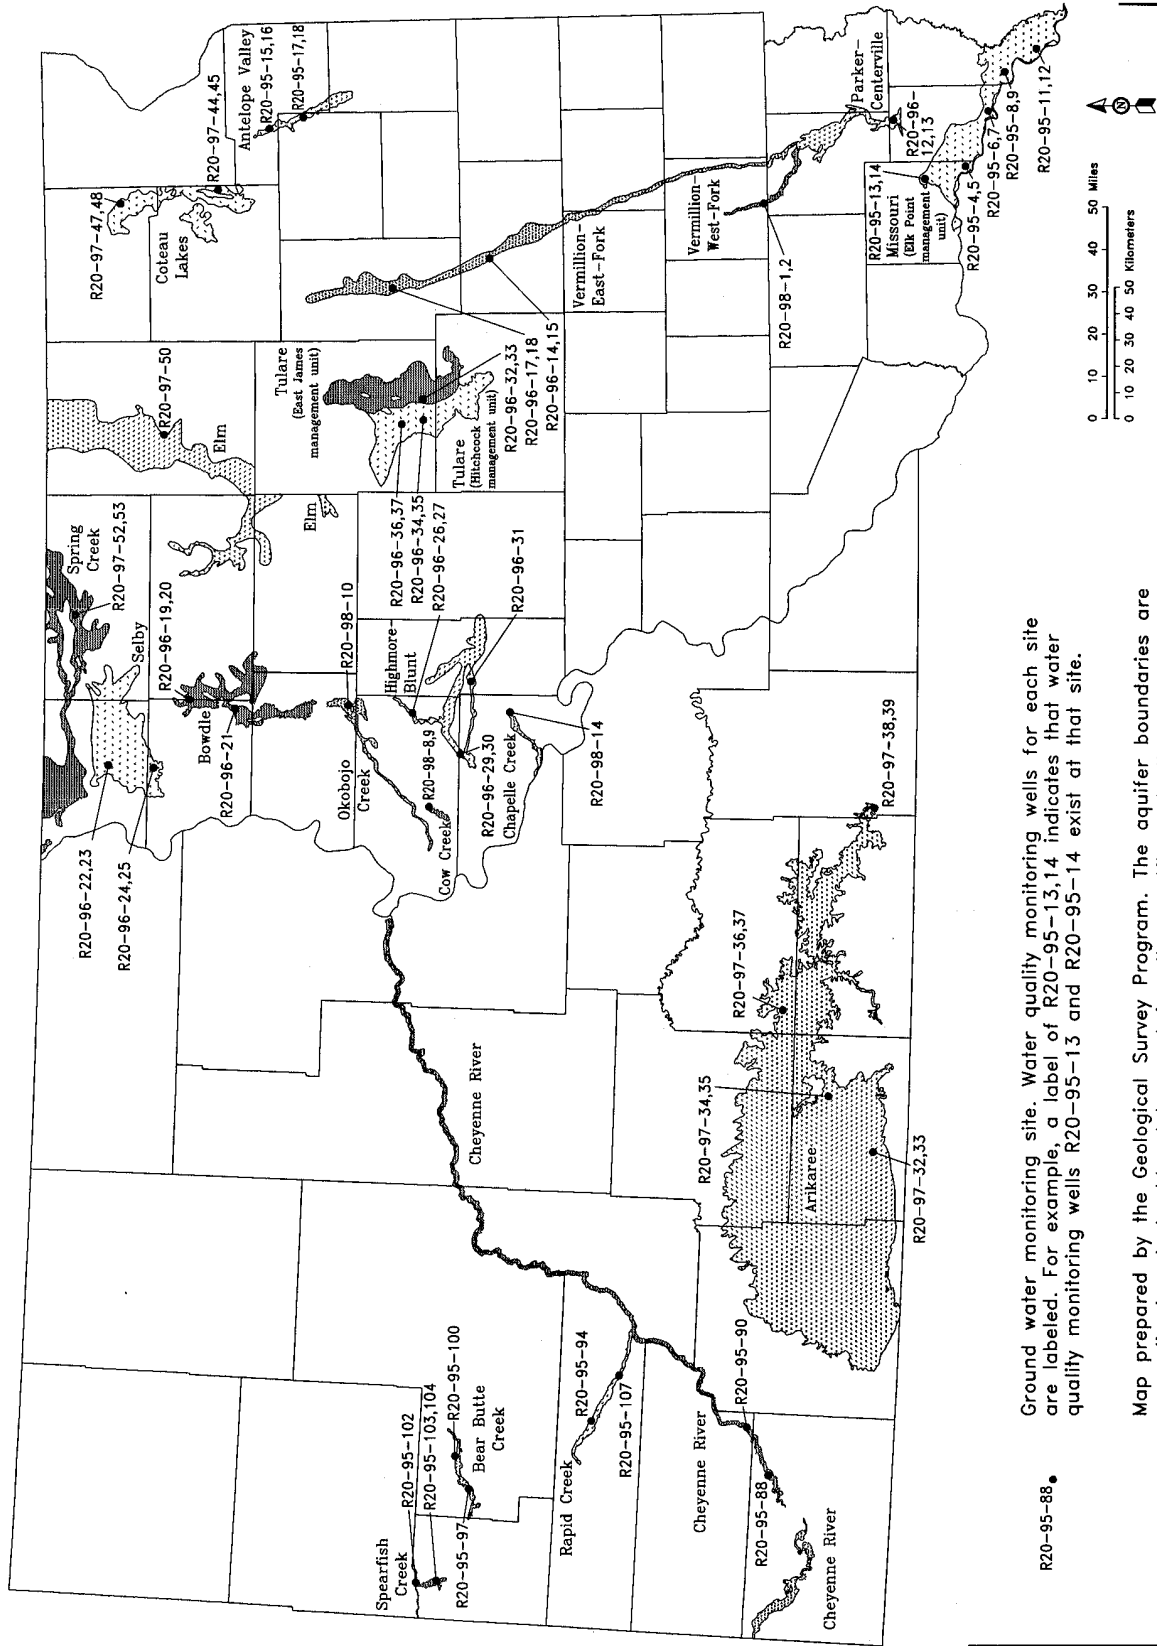 R20-97-47,48
R20-97-44,45
Coteau
Lakes
Antelope Valley
R20-95-15,16
R20-95-17,18
R20-97-50
Elm
Elm
Spring
Creek
R20-97-52,53
Selby
R20-96-19,20
Bowdle
R20-96-21
R20-96-22,23
R20-96-24,25
Tulare
(East James
management unit)
Tulare
(Hitchcock
management unit)
R20-96-32,33
R20-96-17,18
R20-96-14,15
R20-96-36,37
R20-96-34,35
R20-96-26,27
R20-96-31
R20-98-10
Highmore-
Blunt
Okobojo
Creek
R20-98-8,9
Cow Creek
R20-96-29,30
Chapelle Creek
R20-98-14
Vermillion-
East-Fork
Vermillion-
West-Fork
R20-98-1,2
Parker-
Centerville
R20-96-
12,13
R20-95-13,14
Missouri
(Elk Point
management
unit)
R20-95-4,5
R20-95-6,7
R20-95-8,9
R20-95-11,12
Cheyenne River
R20-97-38,39
R20-97-36,37
R20-97-34,35
Arikaree
R20-97-32,33
Spearfish
Creek
R20-95-102
R20-95-103,104
R20-95-100
Bear Butte
Creek
R20-95-97
Rapid Creek
R20-95-94
R20-95-107
Cheyenne River
R20-95-90
R20-95-88
Cheyenne River
N
0 10 20 30 40 50 Miles
0 10 20 30 40 50 Kilometers
R20-95-88
Ground water monitoring site. Water quality monitoring wells for each site
are labeled. For example, a label of R20-95-13,14 indicates that water
quality monitoring wells R20-95-13 and R20-95-14 exist at that site.
Map prepared by the Geological Survey Program. The aquifer boundaries are